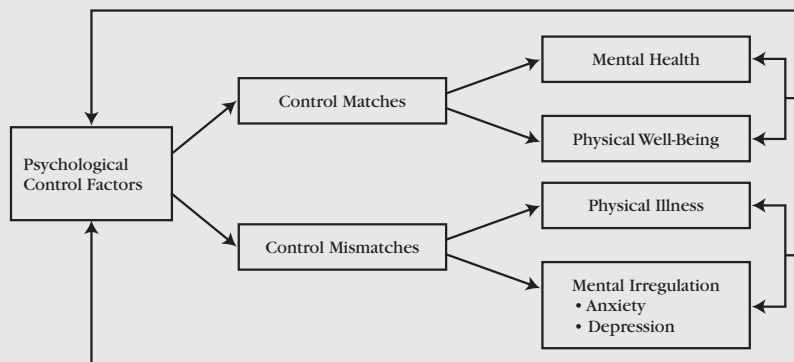 Psychological
Control Factors
Control Matches
Mental Health
Physical Well-Being
Control Mismatches
Physical Illness
Mental Irregulation
• Anxiety
• Depression